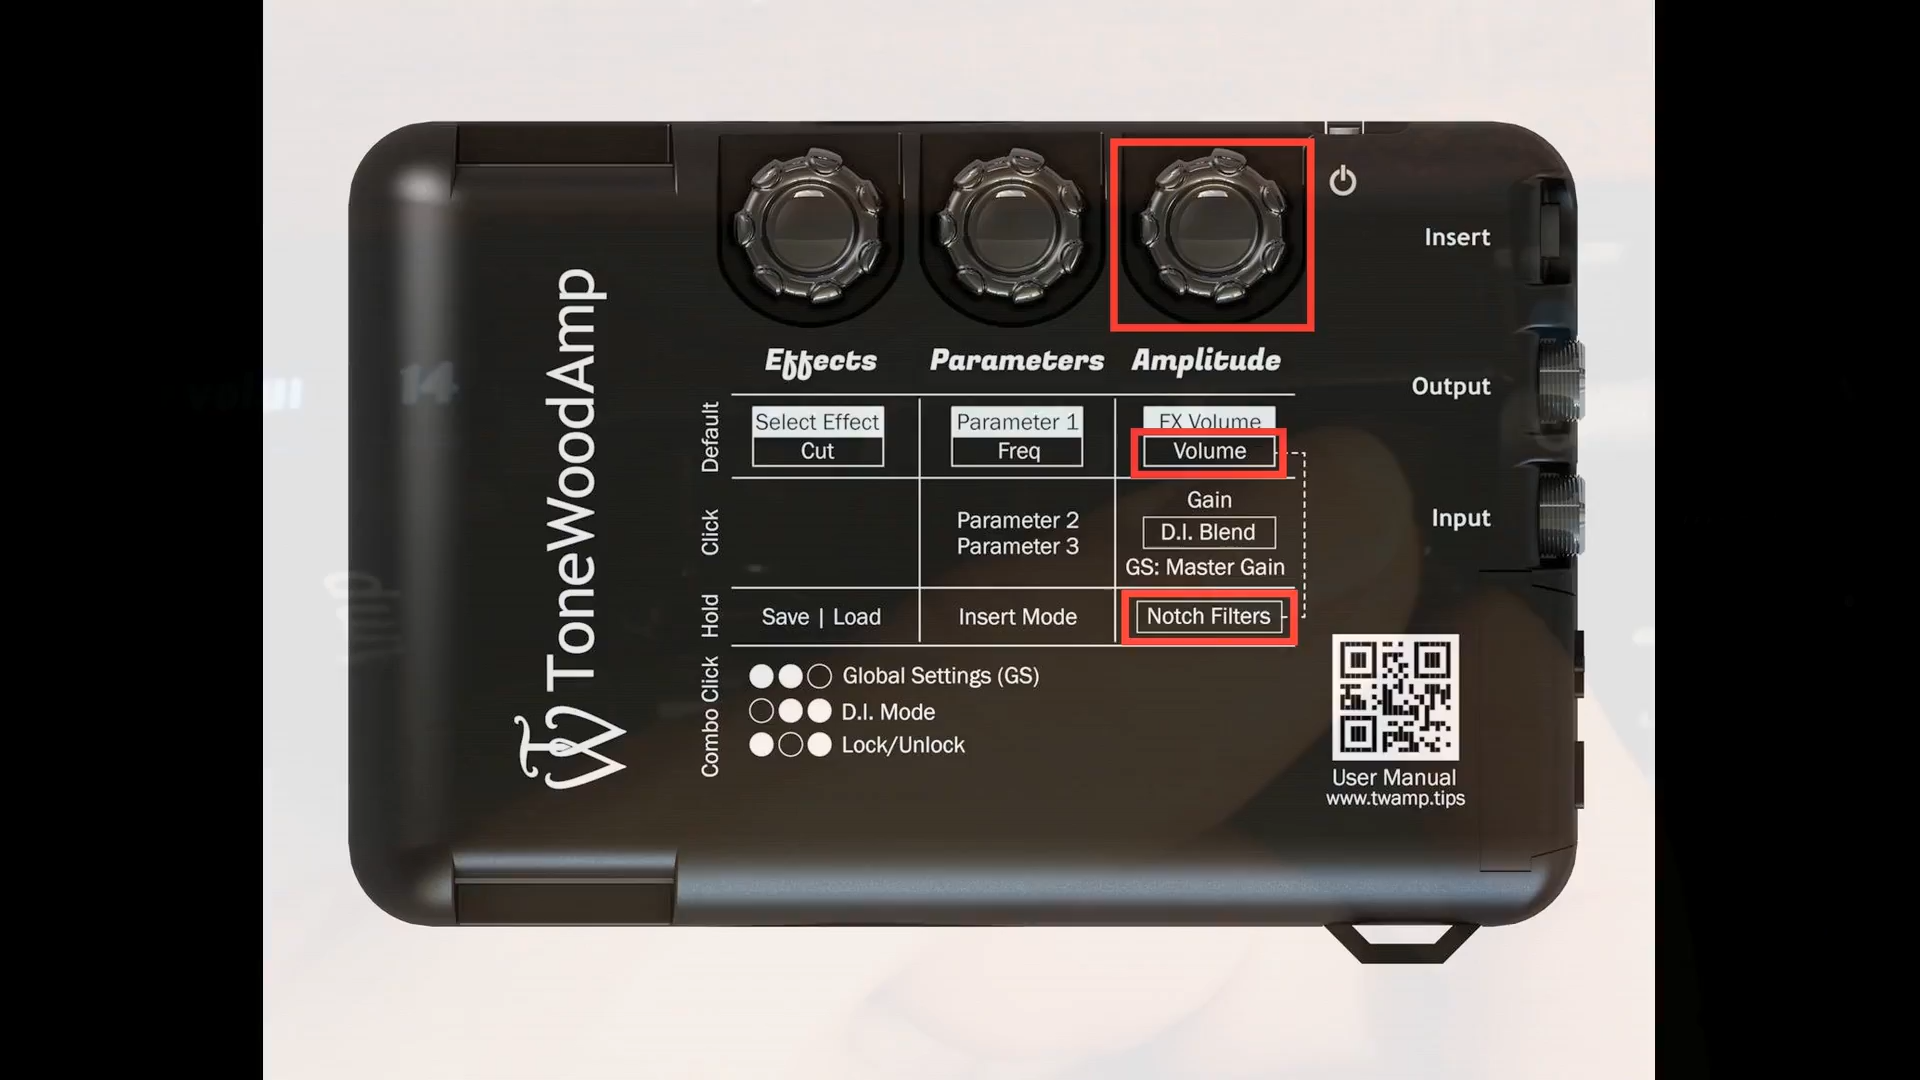 ToneWoodAmp
Effects
Parameters
Amplitude
Default
Select Effect
Cut
Parameter 1
Freq
FX Volume
Volume
Click
Parameter 2
Parameter 3
Gain
D.I. Blend
GS: Master Gain
Hold
Save | Load
Insert Mode
Notch Filters
Combo Click
Global Settings (GS)
D.I. Mode
Lock/Unlock
Insert
Output
Input
User Manual
www.twamp.tips
14